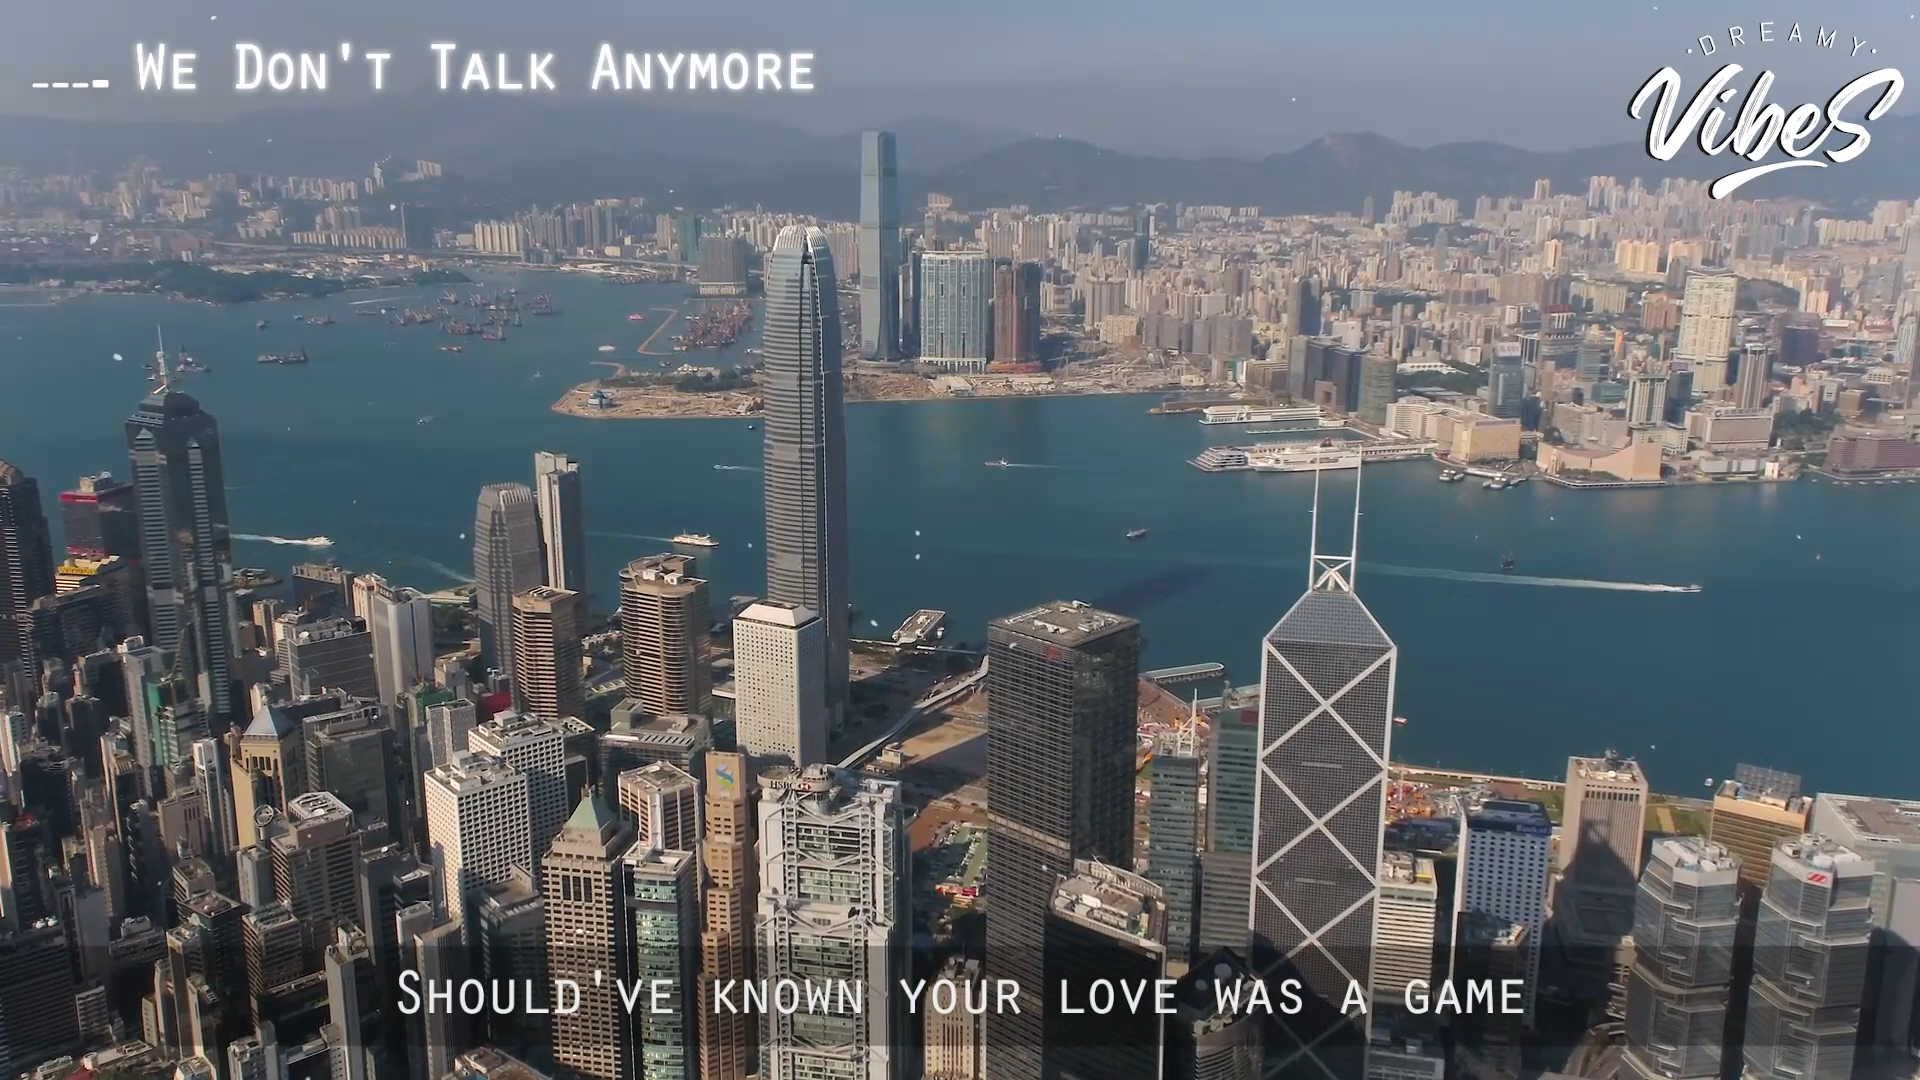 We Don't Talk Anymore
·DREAMY·
Vibes
HSBC
Should've known your love was a game